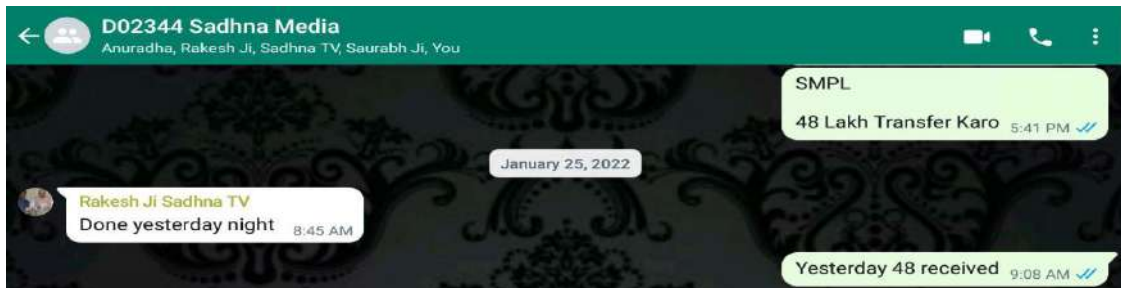 D02344 Sadhna Media
Anuradha, Rakesh Ji, Sadhna TV, Saurabh Ji, You
SMPL
48 Lakh Transfer Karo 5:41 PM
January 25, 2022
Rakesh Ji Sadhna TV
Done yesterday night 8:45 AM
Yesterday 48 received 9:08 AM